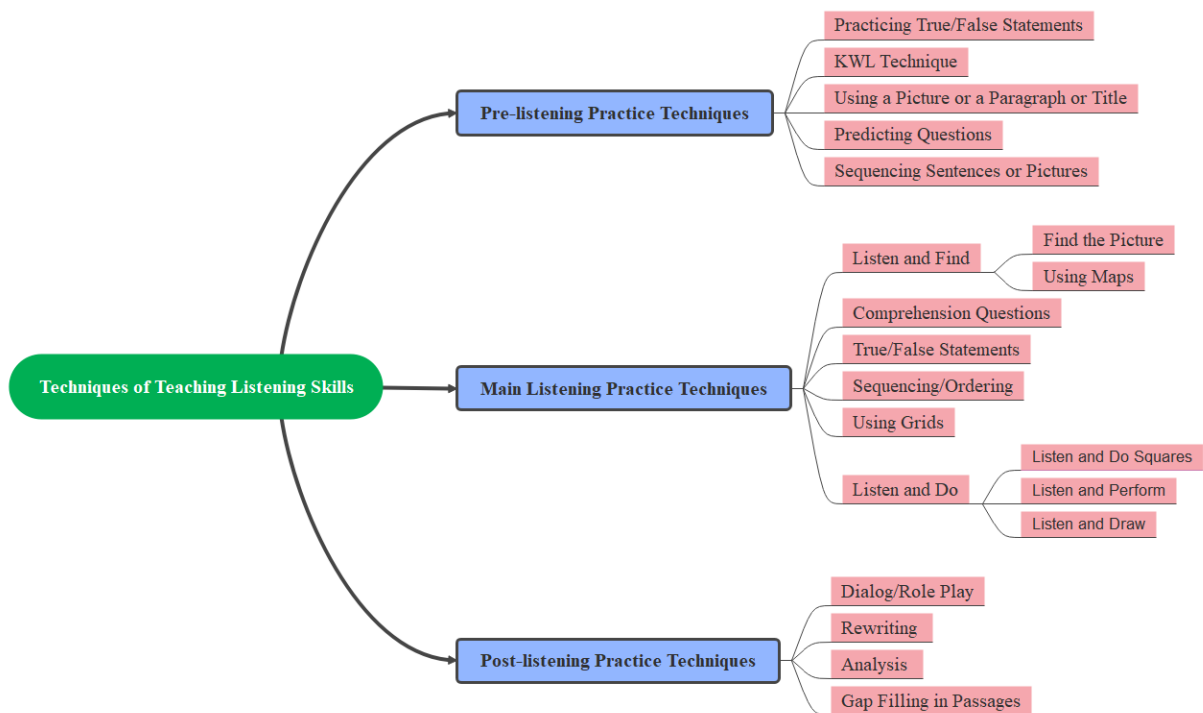 Techniques of Teaching Listening Skills
Pre-listening Practice Techniques
Practicing True/False Statements
KWL Technique
Using a Picture or a Paragraph or Title
Predicting Questions
Sequencing Sentences or Pictures
Main Listening Practice Techniques
Listen and Find
Find the Picture
Using Maps
Comprehension Questions
True/False Statements
Sequencing/Ordering
Using Grids
Listen and Do
Listen and Do Squares
Listen and Perform
Listen and Draw
Post-listening Practice Techniques
Dialog/Role Play
Rewriting
Analysis
Gap Filling in Passages